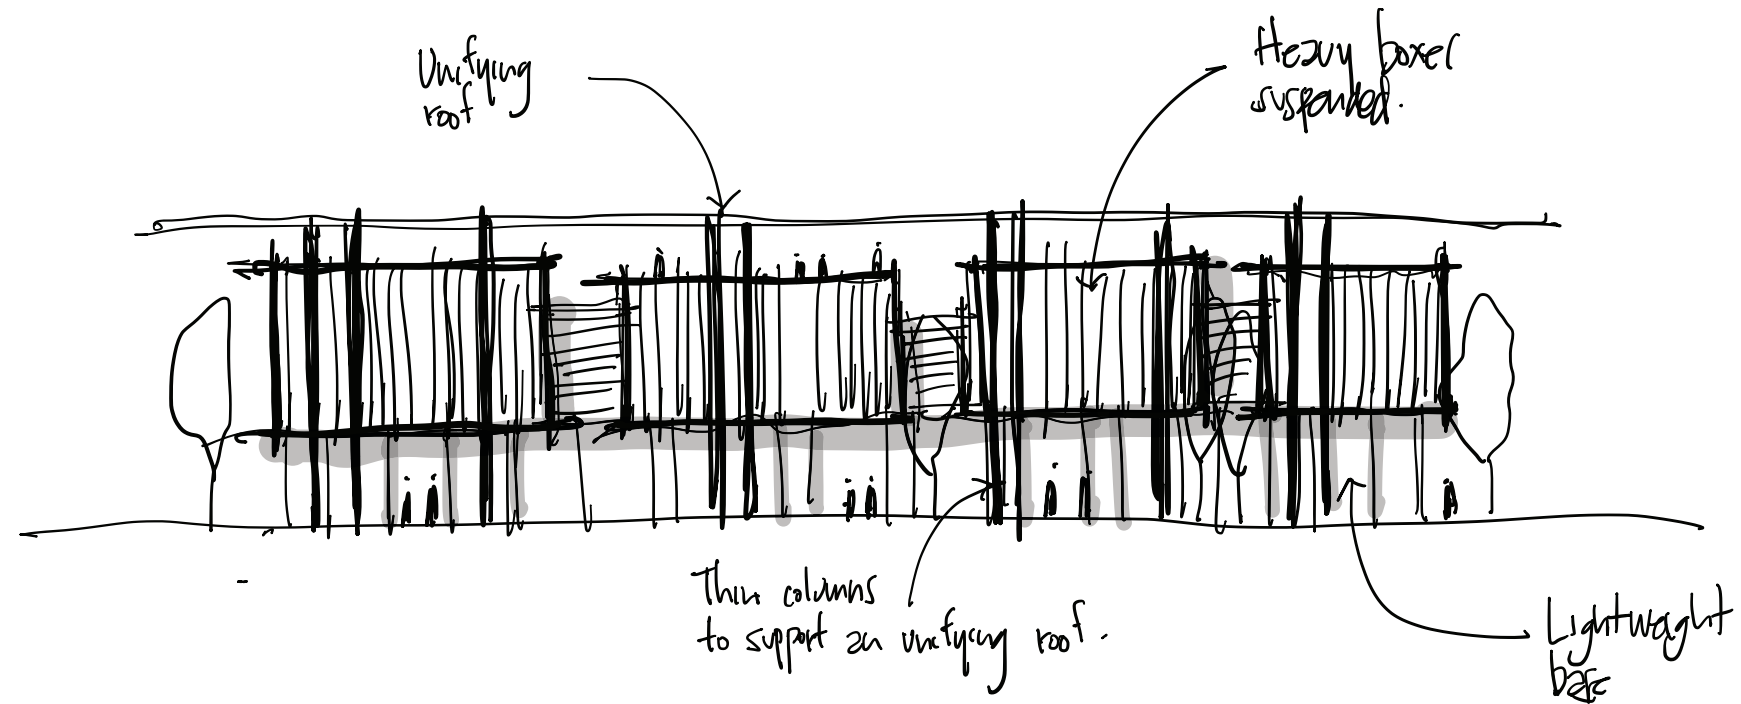 Unifying
roof
Heavy boxes
suspended.
Thin columns
to support an unifying roof.
Lightweight
base